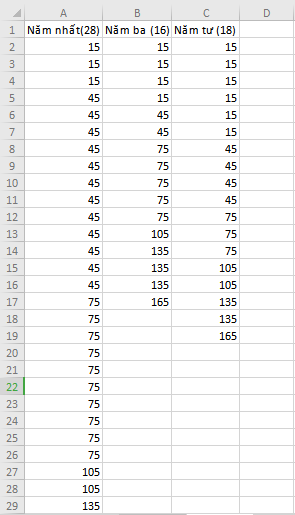 A B C D
1 Năm nhất(28) Năm ba (16) Năm tư (18)
2 15 15 15
3 15 15 15
4 15 15 15
5 45 45 15
6 45 45 15
7 45 45 15
8 45 75 45
9 45 75 45
10 45 75 45
11 45 75 45
12 45 75 75
13 45 105 75
14 45 135 75
15 45 135 105
16 45 135 105
17 75 165 135
18 75 135
19 75 165
20 75
21 75
22 75
23 75
24 75
25 75
26 75
27 105
28 105
29 135